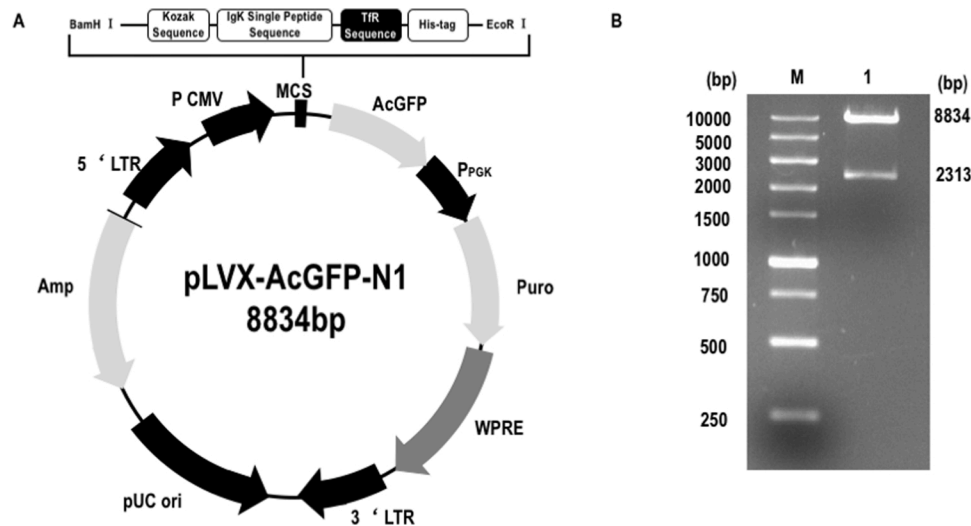 A
BamH I
Kozak
Sequence
IgK Single Peptide
Sequence
TfR
Sequence
His-tag
EcoR I
MCS
P CMV
AcGFP
5 ‘ LTR
PPGK
Amp
pLVX-AcGFP-N1
8834bp
Puro
WPRE
pUC ori
3 ‘ LTR
B
(bp)
M
1
(bp)
10000
5000
3000
2000
1500
1000
750
500
250
8834
2313